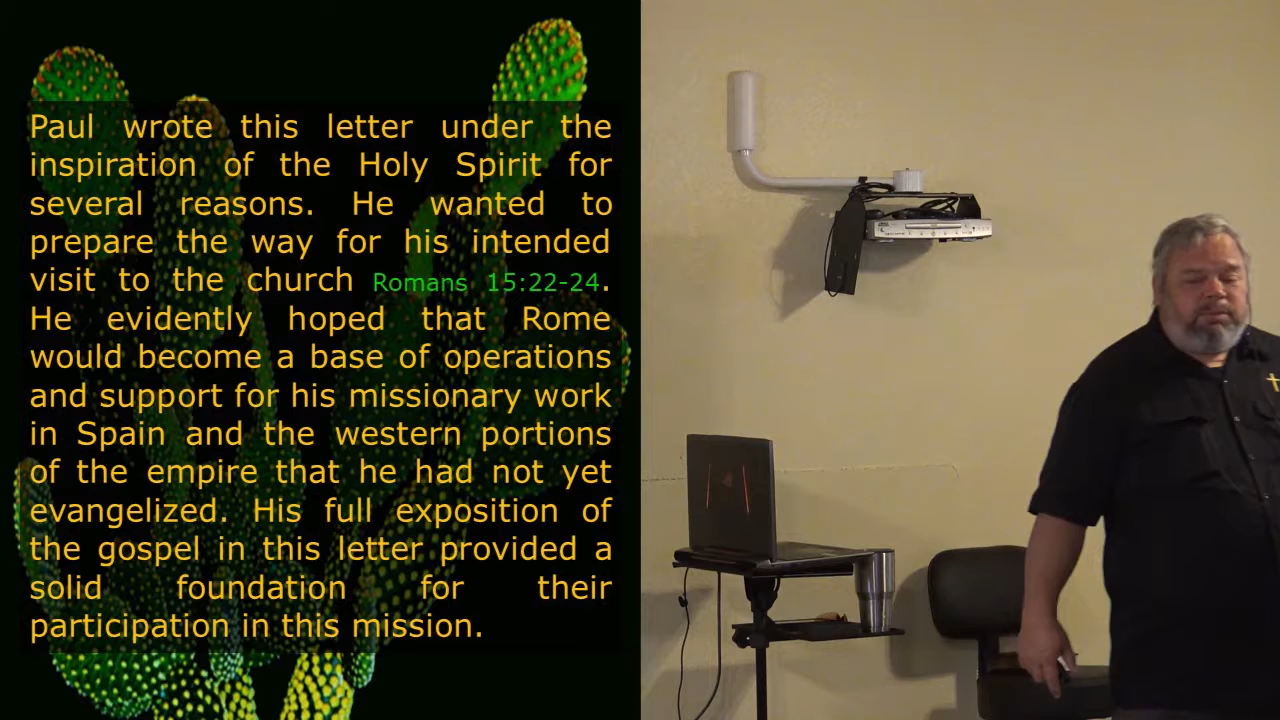 Paul wrote this letter under the
inspiration of the Holy Spirit for
several reasons. He wanted to
prepare the way for his intended
visit to the church Romans 15:22-24.
He evidently hoped that Rome
would become a base of operations
and support for his missionary work
in Spain and the western portions
of the empire that he had not yet
evangelized. His full exposition of
the gospel in this letter provided a
solid foundation for their
participation in this mission.